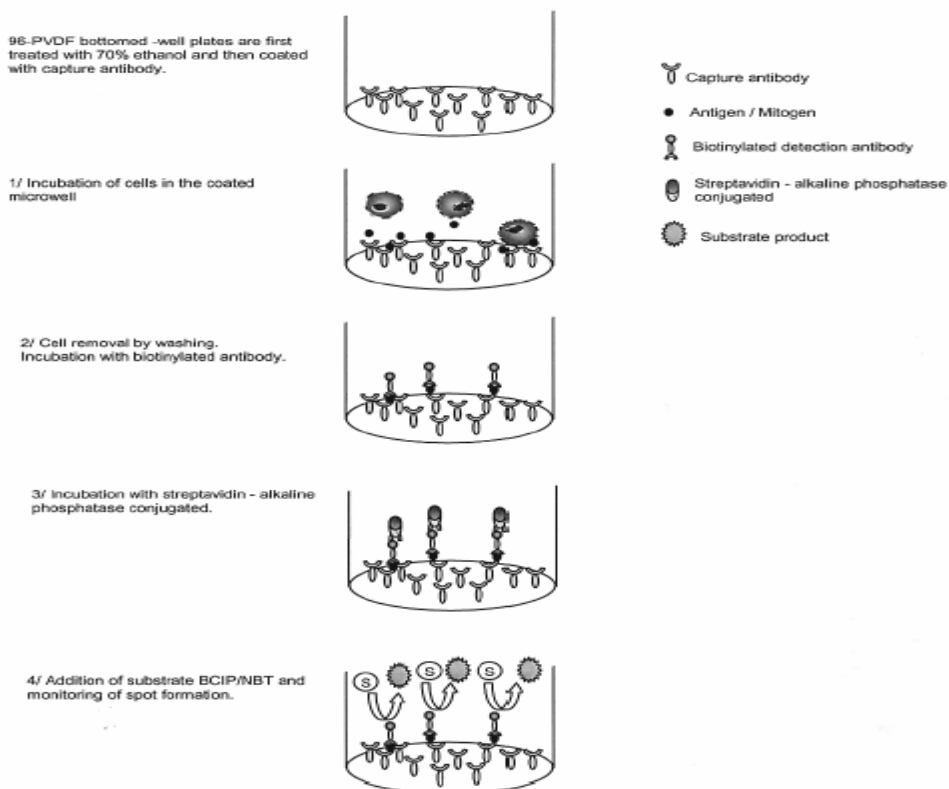 96-PVDF bottomed -well plates are first
treated with 70% ethanol and then coated
with capture antibody.
Capture antibody
Antigen / Mitogen
Biotinylated detection antibody
Streptavidin - alkaline phosphatase
conjugated
Substrate product
1/ Incubation of cells in the coated
microwell
2/ Cell removal by washing.
Incubation with biotinylated antibody.
3/ Incubation with streptavidin - alkaline
phosphatase conjugated.
4/ Addition of substrate BCIP/NBT and
monitoring of spot formation.
S S S